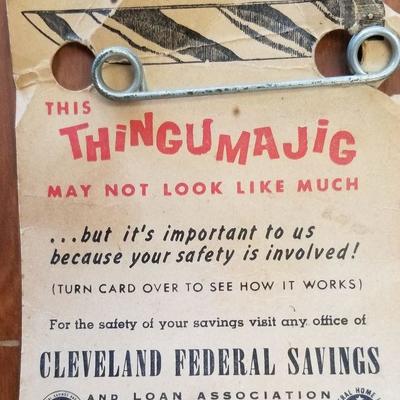 THIS
THiNGUMAJiG
MAY NOT LOOK LIKE MUCH
...but it's important to us
because your safety is involved!
(TURN CARD OVER TO SEE HOW IT WORKS)
For the safety of your savings visit any office of
CLEVELAND FEDERAL SAVINGS
AND LOAN ASSOCIATION
HOME